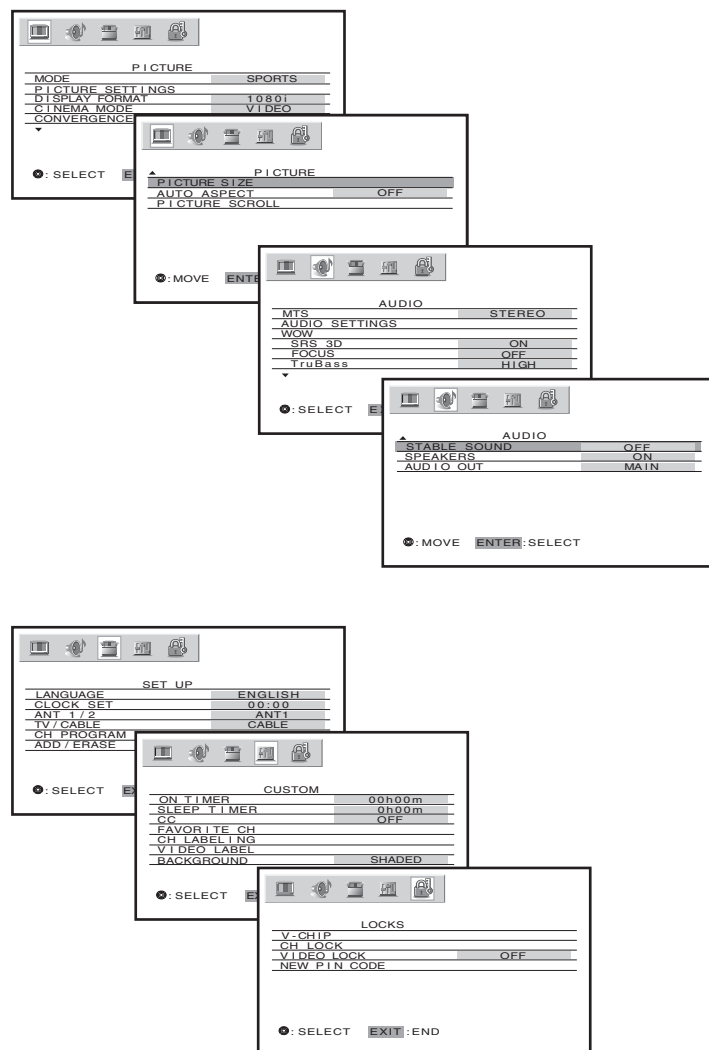 PICTURE
MODE SPORTS
PICTURE SETTINGS
DISPLAY FORMAT 1080i
CINEMA MODE VIDEO
CONVERGENCE
: SELECT
PICTURE
PICTURE SIZE
AUTO ASPECT OFF
PICTURE SCROLL
: MOVE
AUDIO
MTS STEREO
AUDIO SETTINGS
WOW
SRS 3D ON
FOCUS OFF
TruBass HIGH
: SELECT
AUDIO
STABLE SOUND OFF
SPEAKERS ON
AUDIO OUT MAIN
: MOVE ENTER : SELECT
SET UP
LANGUAGE ENGLISH
CLOCK SET 00:00
ANT 1/2 ANT1
TV/CABLE CABLE
CH PROGRAM
ADD/ERASE
: SELECT
CUSTOM
ON TIMER 00h00m
SLEEP TIMER 0h00m
CC OFF
FAVORITE CH
CH LABELING
VIDEO LABEL
BACKGROUND SHADED
: SELECT
LOCKS
V-CHIP
CH LOCK
VIDEO LOCK OFF
NEW PIN CODE
: SELECT EXIT : END